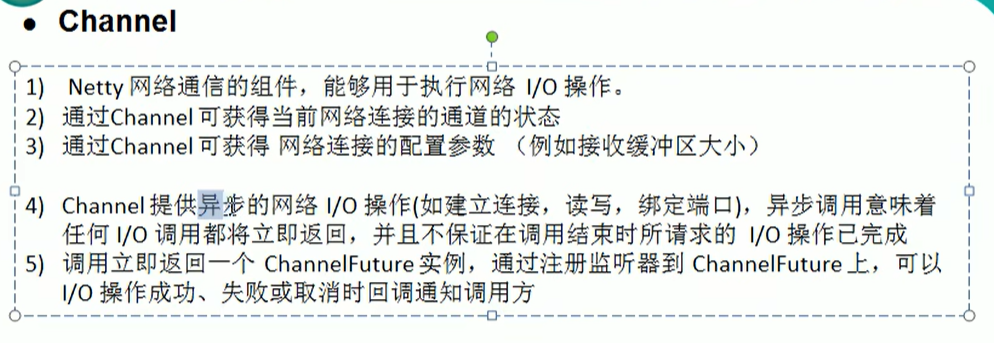 ● Channel
1) Netty 网络通信的组件，能够用于执行网络 I/O 操作。
2) 通过Channel 可获得当前网络连接的通道的状态
3) 通过Channel 可获得 网络连接的配置参数 （例如接收缓冲区大小）
4) Channel 提供异步的网络 I/O 操作(如建立连接，读写，绑定端口)，异步调用意味着
任何 I/O 调用都将立即返回，并且不保证在调用结束时所请求的 I/O 操作已完成
5) 调用立即返回一个 ChannelFuture 实例，通过注册监听器到 ChannelFuture 上，可以
I/O 操作成功、失败或取消时回调通知调用方